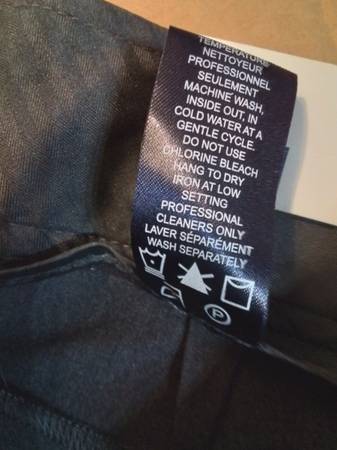 TEMPÉRATURE
NETTOYEUR
PROFESSIONNEL
SEULEMENT
MACHINE WASH,
INSIDE OUT, IN
COLD WATER AT A
GENTLE CYCLE.
DO NOT USE
CHLORINE BLEACH
HANG TO DRY
IRON AT LOW
SETTING
PROFESSIONAL
CLEANERS ONLY
LAVER SÉPARÉMENT
WASH SEPARATELY
P